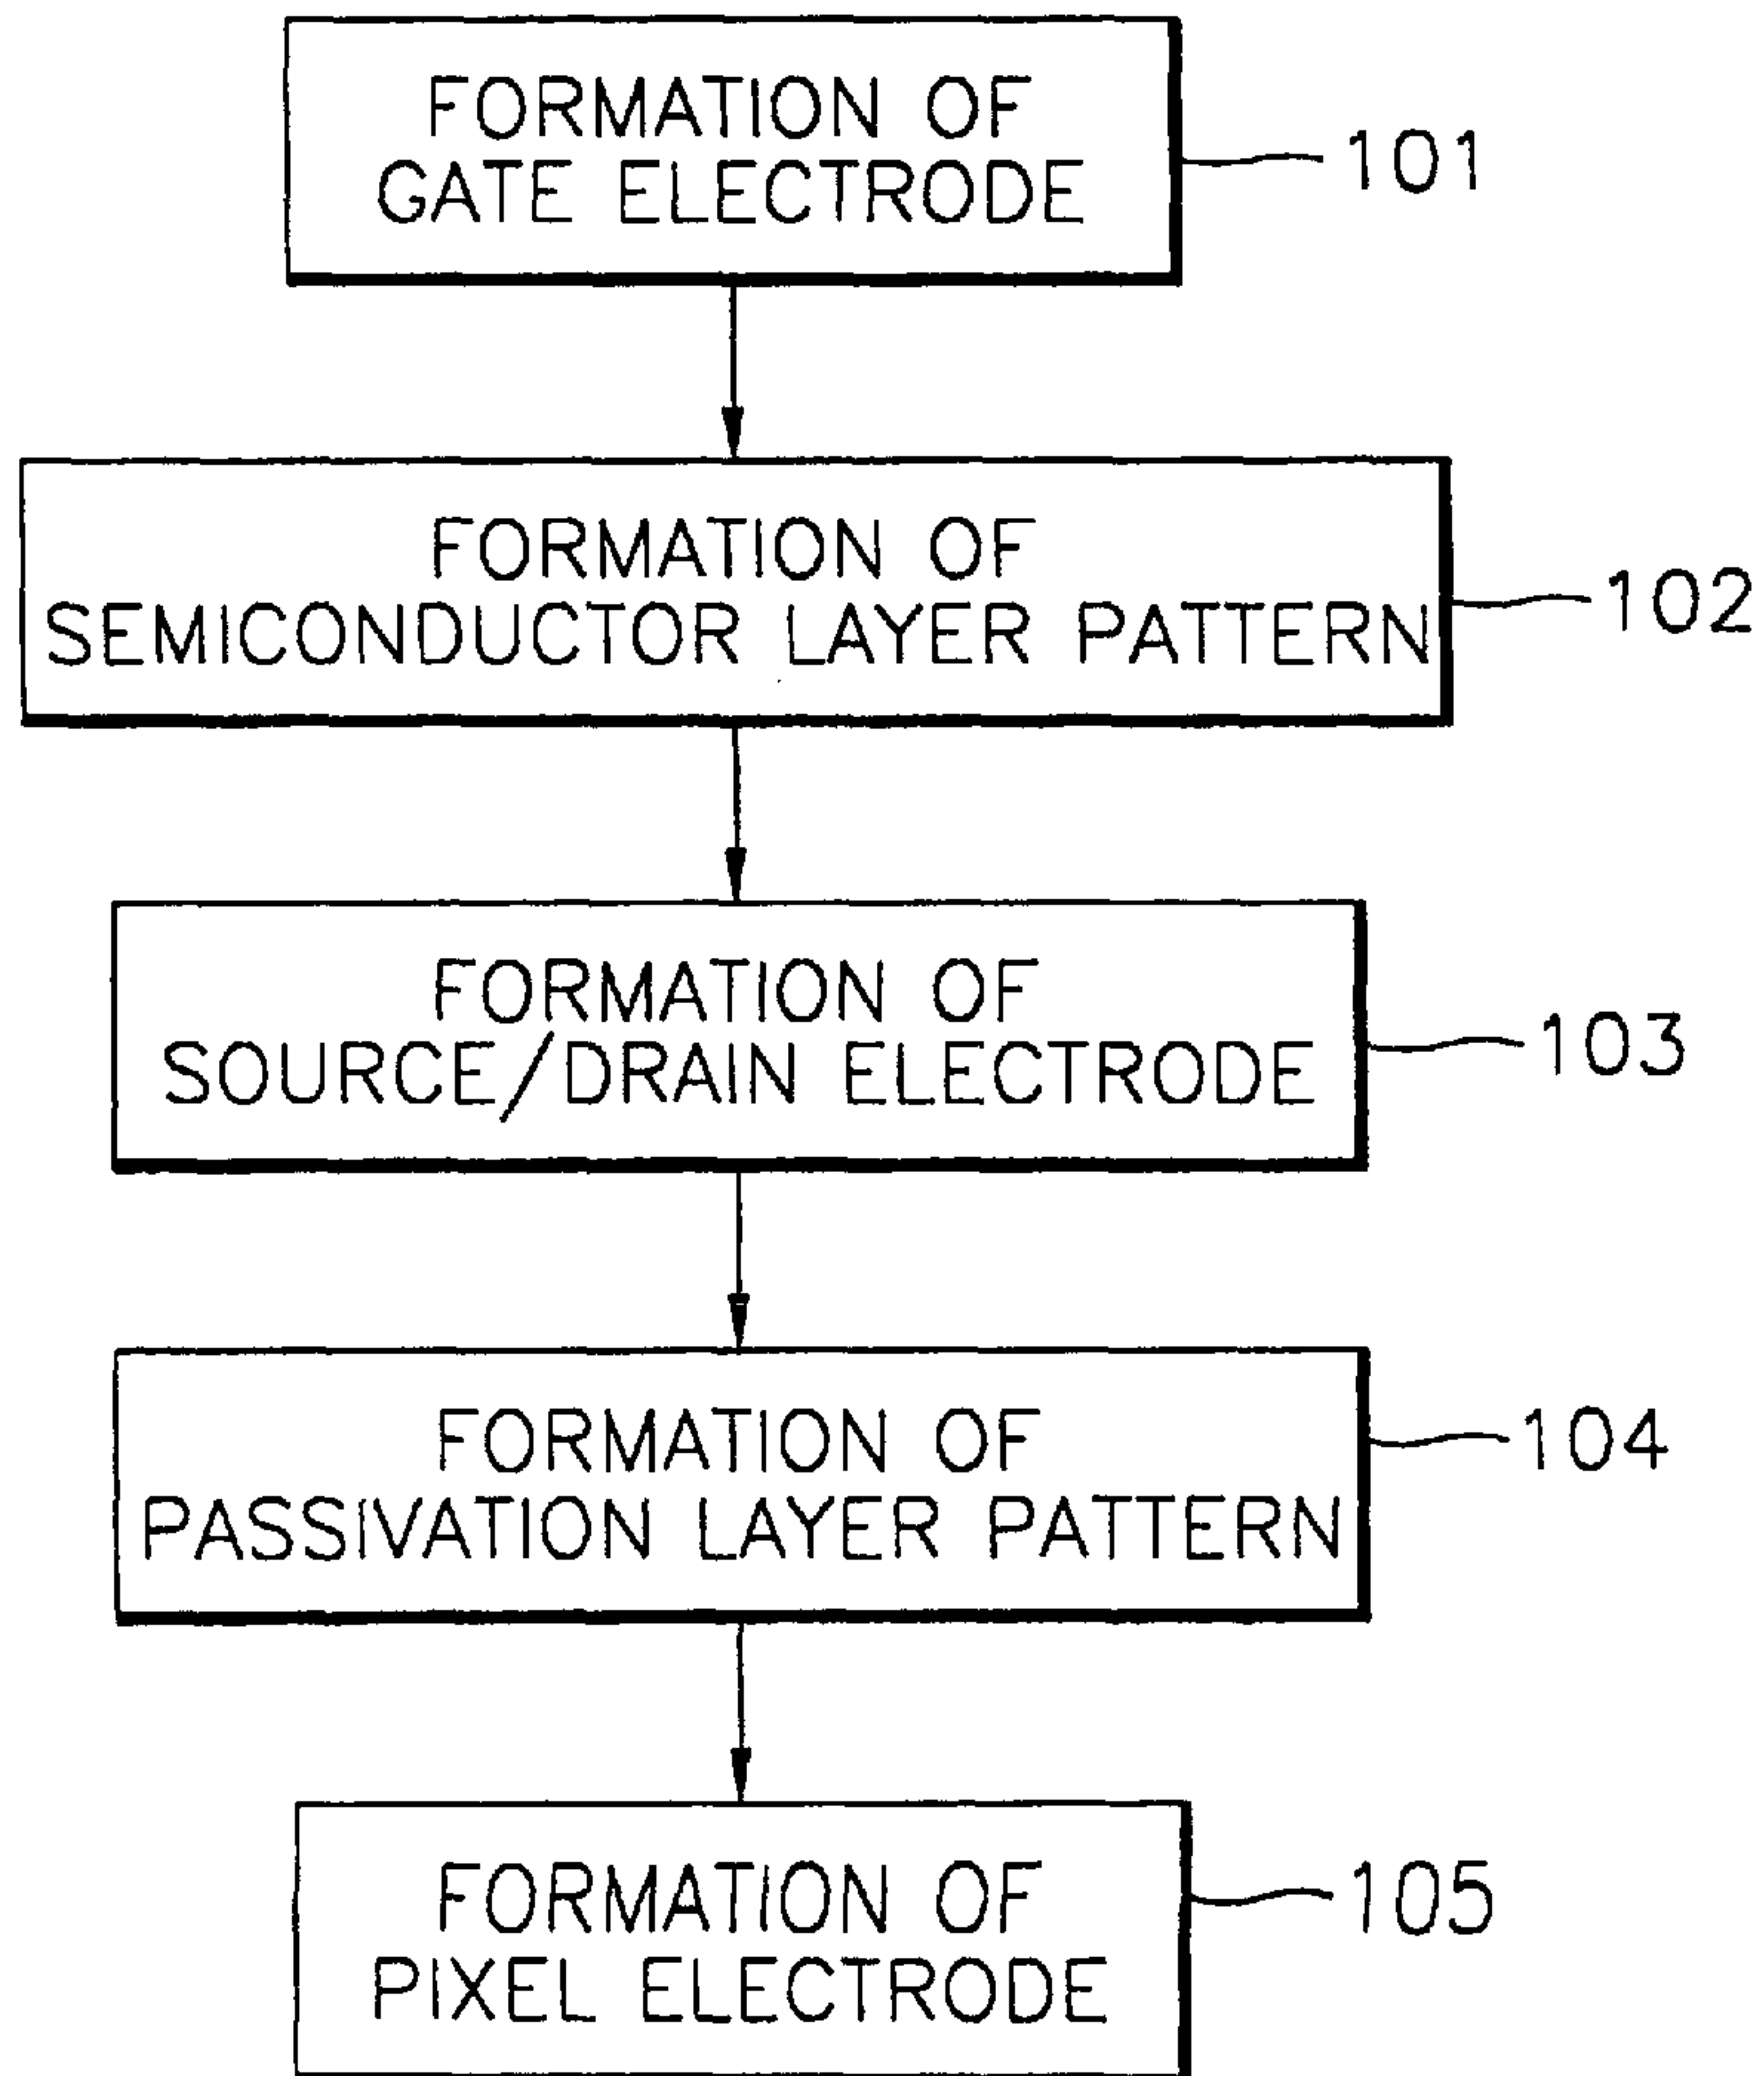 FORMATION OF
GATE ELECTRODE
101
FORMATION OF
SEMICONDUCTOR LAYER PATTERN
102
FORMATION OF
SOURCE/DRAIN ELECTRODE
103
FORMATION OF
PASSIVATION LAYER PATTERN
104
FORMATION OF
PIXEL ELECTRODE
105